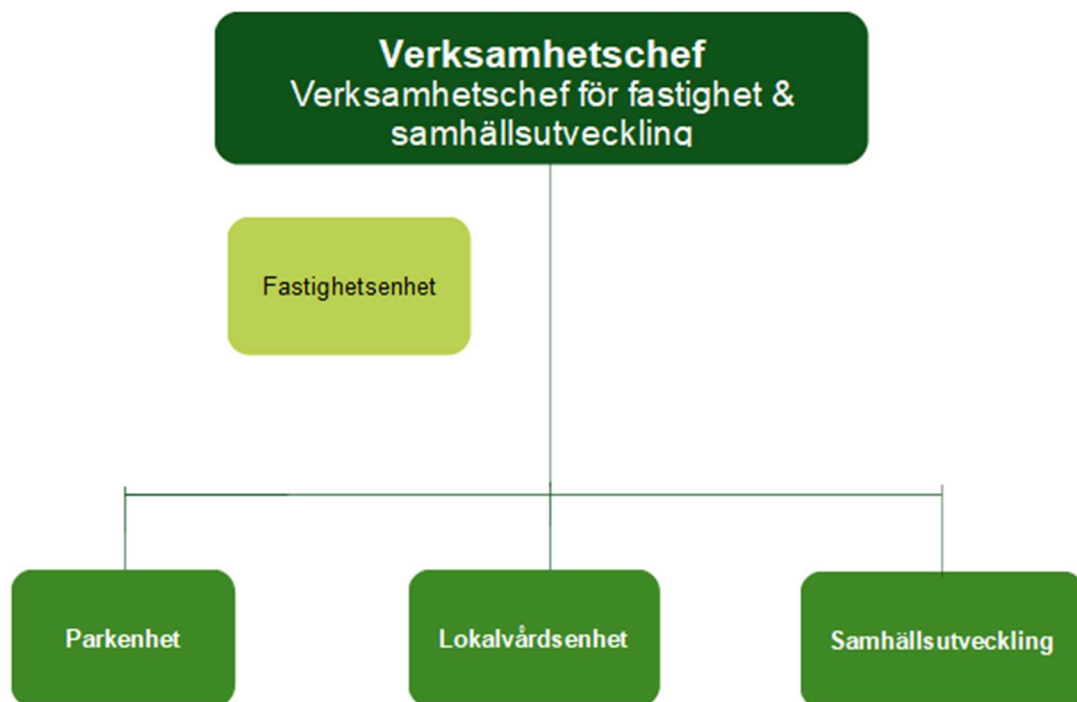 Verksamhetschef
Verksamhetschef för fastighet &
samhällsutveckling
Fastighetsenhet
Parkenhet
Lokalvårdsenhet
Samhällsutveckling